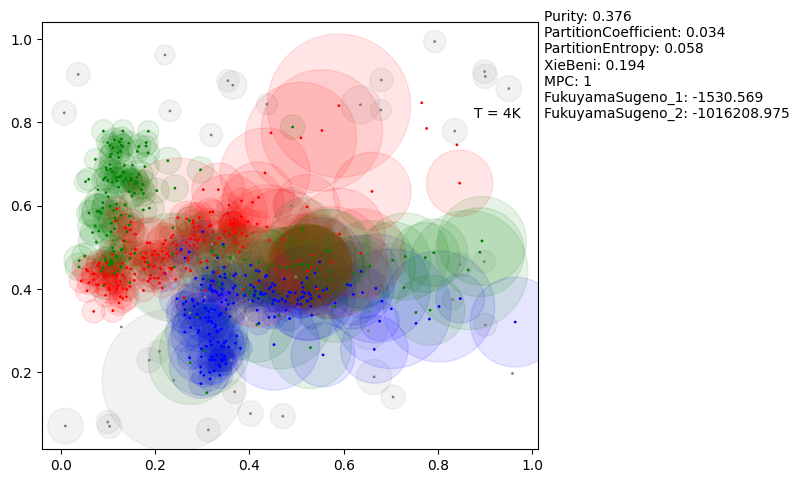 Purity: 0.376
PartitionCoefficient: 0.034
PartitionEntropy: 0.058
XieBeni: 0.194
MPC: 1
FukuyamaSugeno_1: -1530.569
FukuyamaSugeno_2: -1016208.975
T = 4K
1.0
0.8
0.6
0.4
0.2
0.0
0.2
0.4
0.6
0.8
1.0